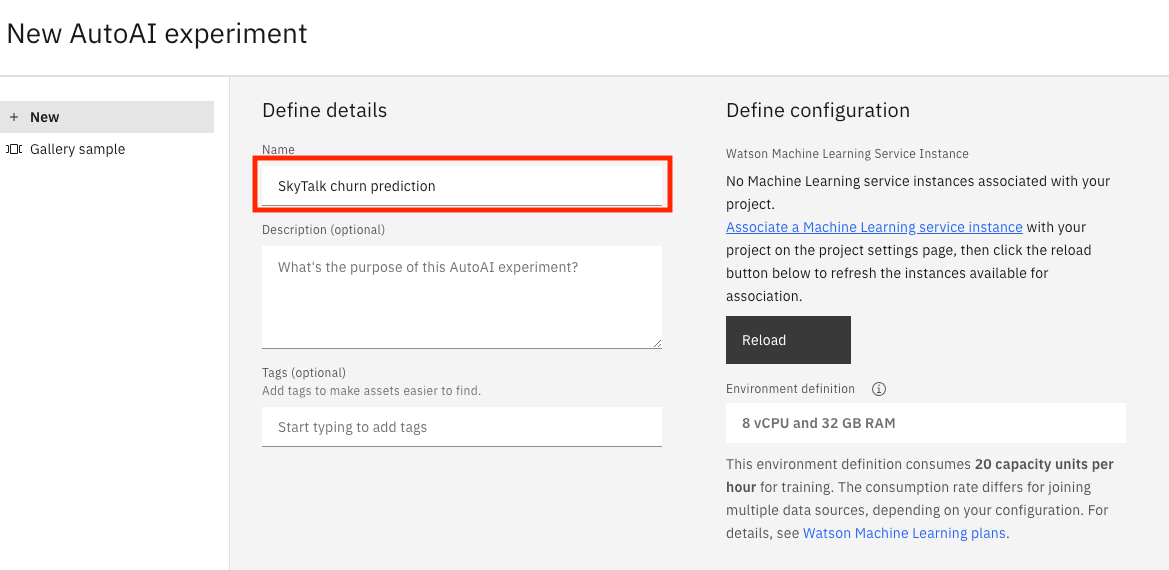 New AutoAI experiment
+ New
Gallery sample
Define details
Name
SkyTalk churn prediction
Description (optional)
What's the purpose of this AutoAI experiment?
Tags (optional)
Add tags to make assets easier to find.
Start typing to add tags
Define configuration
Watson Machine Learning Service Instance
No Machine Learning service instances associated with your
project.
Associate a Machine Learning service instance with your
project on the project settings page, then click the reload
button below to refresh the instances available for
association.
Reload
Environment definition
8 vCPU and 32 GB RAM
This environment definition consumes 20 capacity units per
hour for training. The consumption rate differs for joining
multiple data sources, depending on your configuration. For
details, see Watson Machine Learning plans.